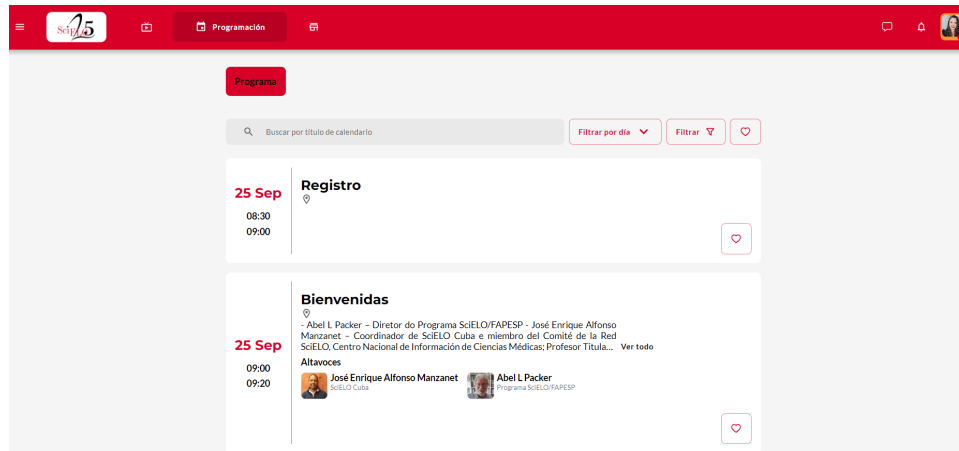 SciELO 25
Programación
Programa
Buscar por título de calendario
Filtrar por día
Filtrar
25 Sep
08:30
09:00
Registro
25 Sep
09:00
09:20
Bienvenidas
- Abel L Packer – Diretor do Programa SciELO/FAPESP - José Enrique Alfonso
Manzanet – Coordinador de SciELO Cuba e miembro del Comité de la Red
SciELO, Centro Nacional de Información de Ciencias Médicas; Profesor Titula... Ver todo
Altavoces
José Enrique Alfonso Manzanet
SciELO Cuba
Abel L Packer
Programa SciELO/FAPESP